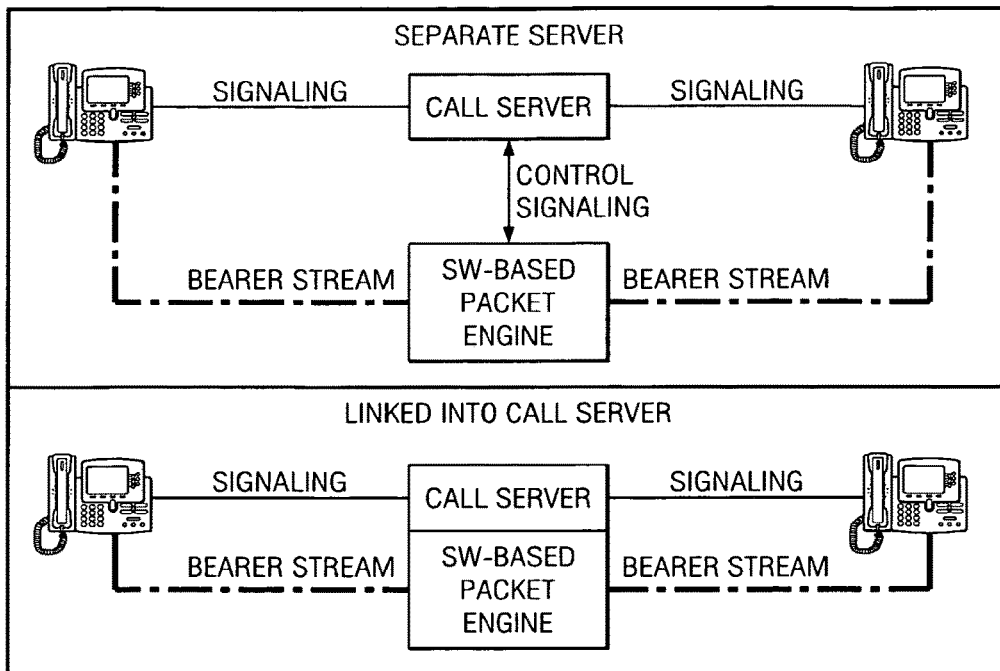 SEPARATE SERVER
SIGNALING
CALL SERVER
SIGNALING
CONTROL
SIGNALING
BEARER STREAM
SW-BASED
PACKET
ENGINE
BEARER STREAM
LINKED INTO CALL SERVER
SIGNALING
CALL SERVER
SIGNALING
BEARER STREAM
SW-BASED
PACKET
ENGINE
BEARER STREAM